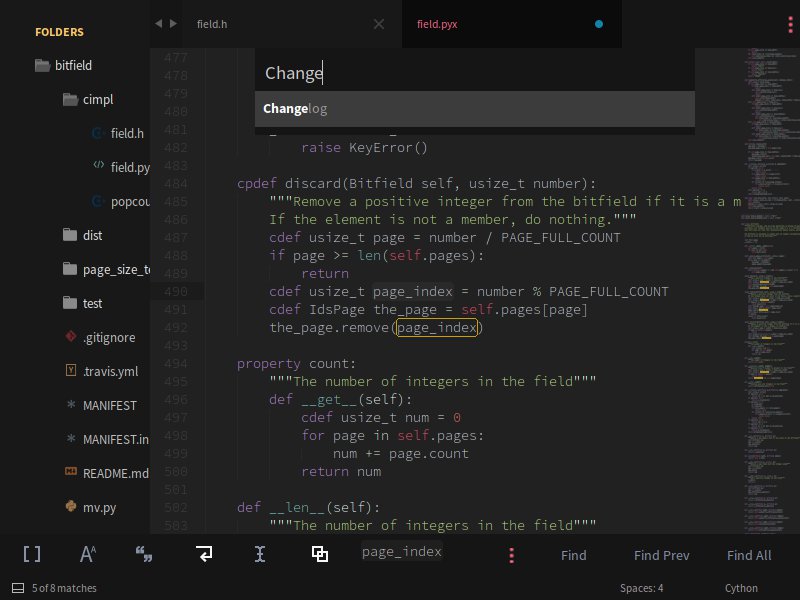 FOLDERS
bitfield
cimpl
field.h
field.py
popcou
dist
page_size_t
test
.gitignore
.travis.yml
MANIFEST
MANIFEST.in
README.md
mv.py
field.h
field.pyx
Change
Changelog
477
478
479
480
481
482 raise KeyError()
483
484 cpdef discard(Bitfield self, usize_t number):
485 """Remove a positive integer from the bitfield if it is a m
486 If the element is not a member, do nothing."""
487 cdef usize_t page = number / PAGE_FULL_COUNT
488 if page >= len(self.pages):
489 return
490 cdef usize_t page_index = number % PAGE_FULL_COUNT
491 cdef IdsPage the_page = self.pages[page]
492 the_page.remove(page_index)
493
494 property count:
495 """The number of integers in the field"""
496 def __get__(self):
497 cdef usize_t num = 0
498 for page in self.pages:
499 num += page.count
500 return num
501
502 def __len__(self):
503 """The number of integers in the field"""
page_index
Find
Find Prev
Find All
5 of 8 matches
Spaces: 4
Cython